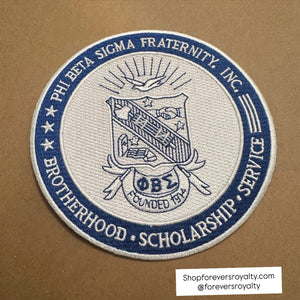 PHI BETA SIGMA FRATERNITY, INC.
ΦΒΣ
FOUNDED 1914
BROTHERHOOD · SCHOLARSHIP · SERVICE
Shopforeversroyalty.com
@foreversroyalty